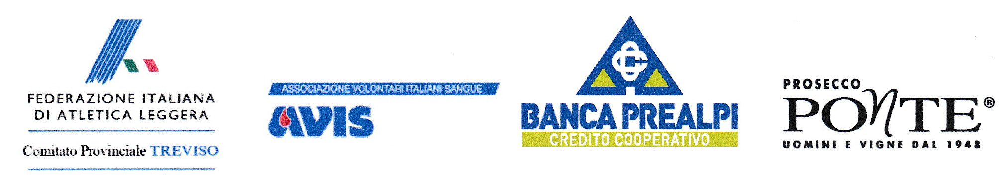 FEDERAZIONE ITALIANA
DI ATLETICA LEGGERA
Comitato Provinciale TREVISO
ASSOCIAZIONE VOLONTARI ITALIANI SANGUE
AVIS
BANCA PREALPI
CREDITO COOPERATIVO
PROSECCO
PONTE®
UOMINI E VIGNE DAL 1948